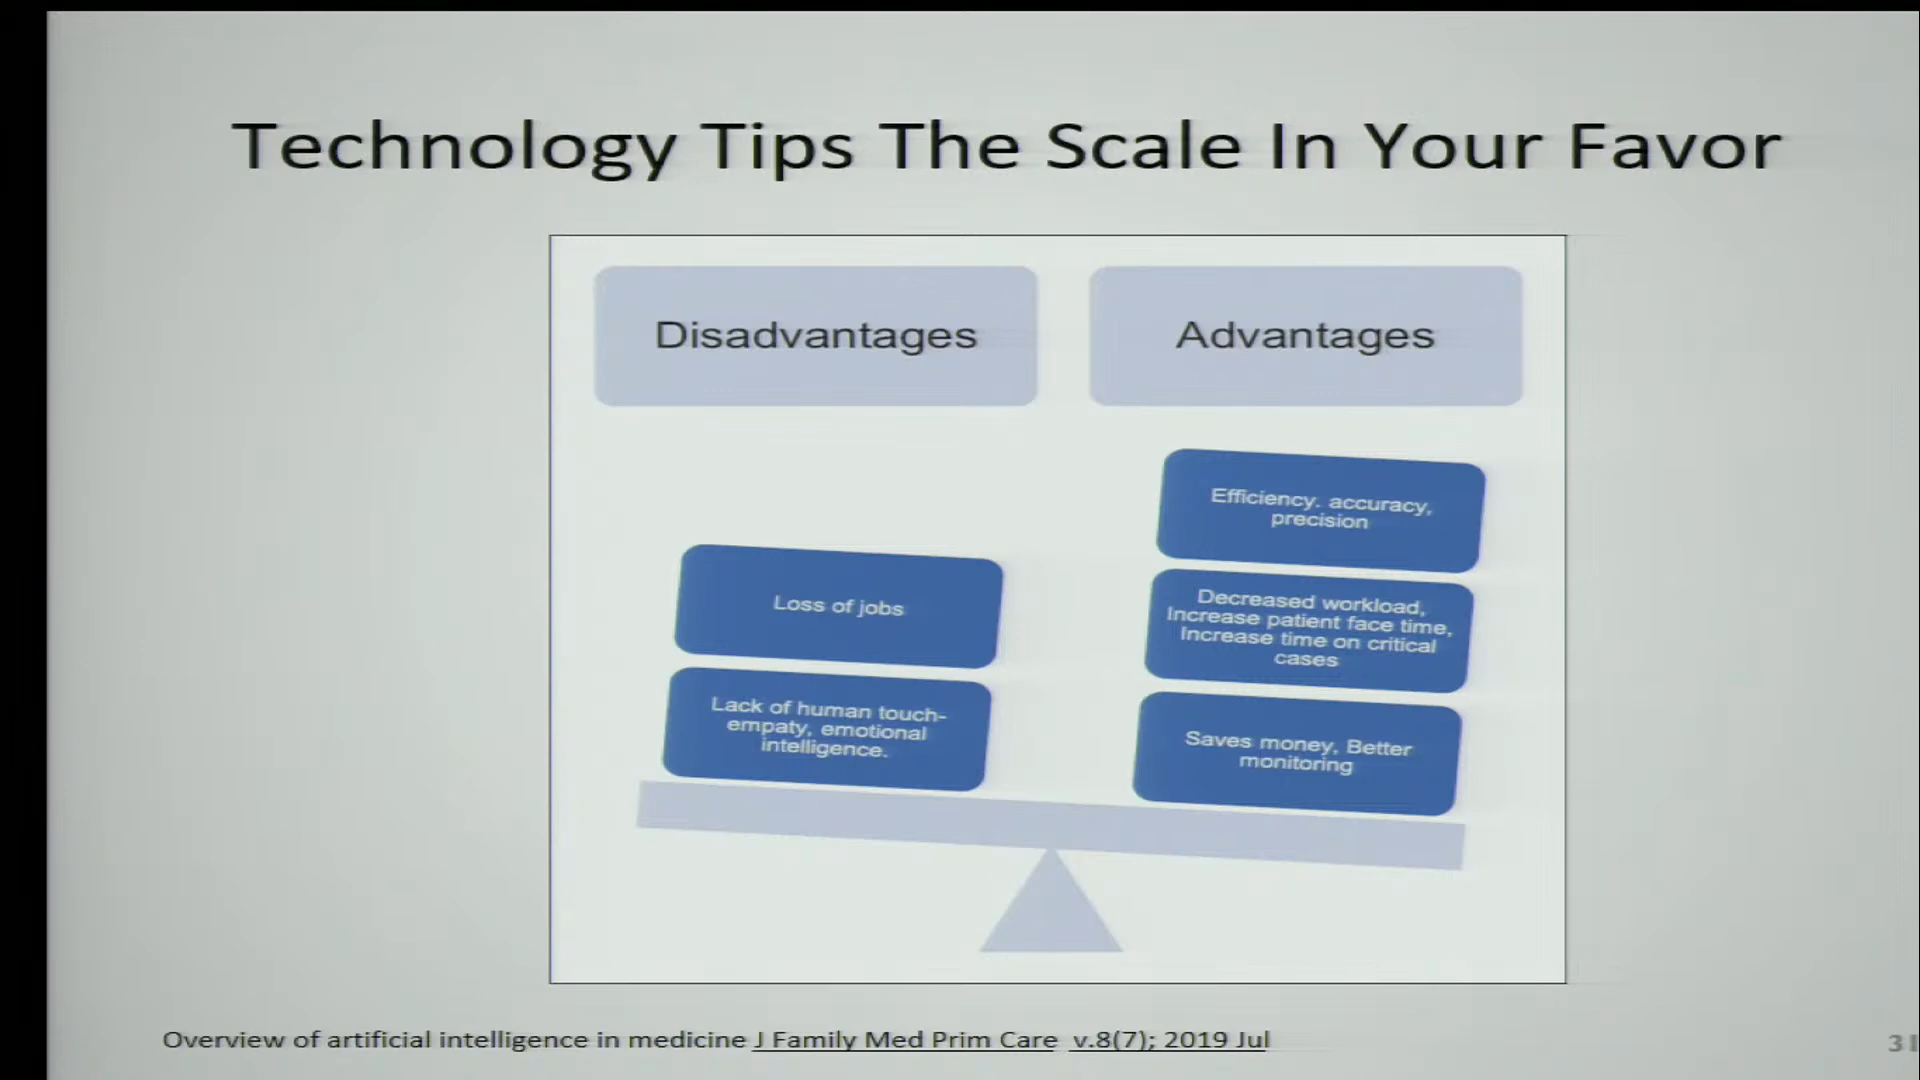 Technology Tips The Scale In Your Favor
Disadvantages
Advantages
Loss of jobs
Lack of human touch-
empaty, emotional
intelligence.
Efficiency. accuracy,
precision
Decreased workload,
Increase patient face time,
Increase time on critical
cases
Saves money, Better
monitoring
Overview of artificial intelligence in medicine J Family Med Prim Care v.8(7); 2019 Jul